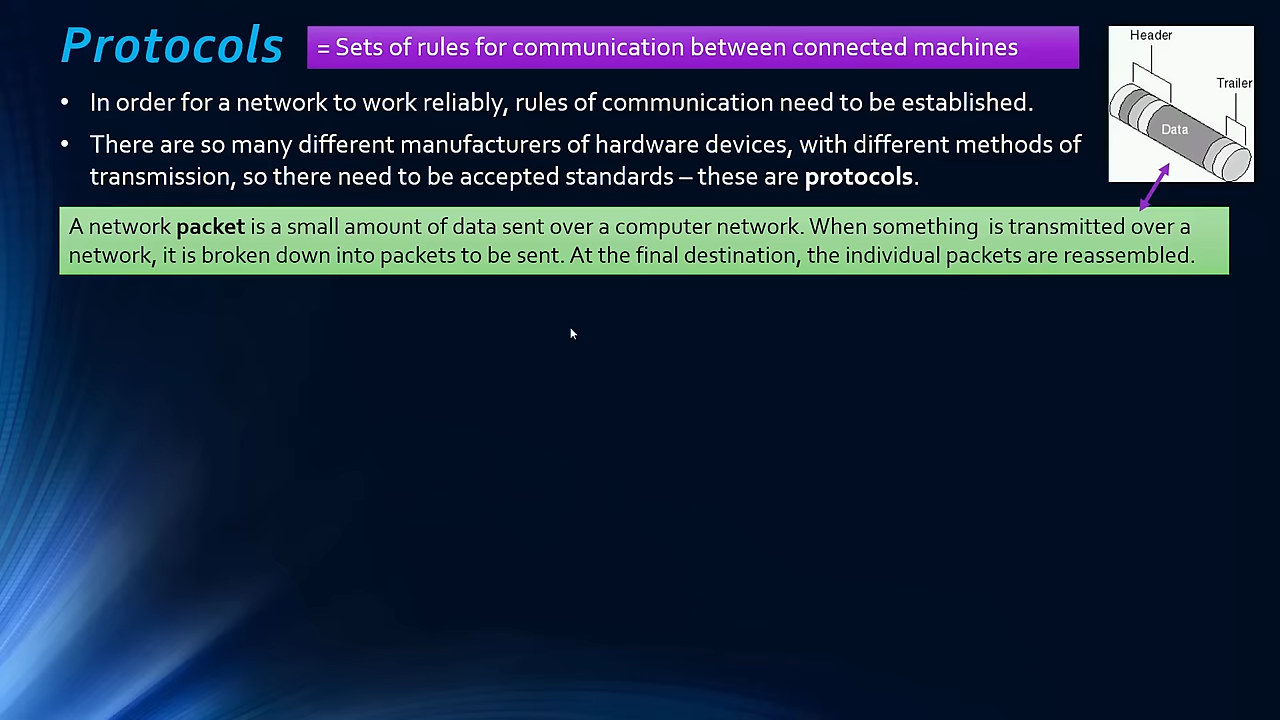 Protocols
= Sets of rules for communication between connected machines
Header
Trailer
Data
• In order for a network to work reliably, rules of communication need to be established.
• There are so many different manufacturers of hardware devices, with different methods of
transmission, so there need to be accepted standards – these are protocols.
A network packet is a small amount of data sent over a computer network. When something  is transmitted over a
network, it is broken down into packets to be sent. At the final destination, the individual packets are reassembled.